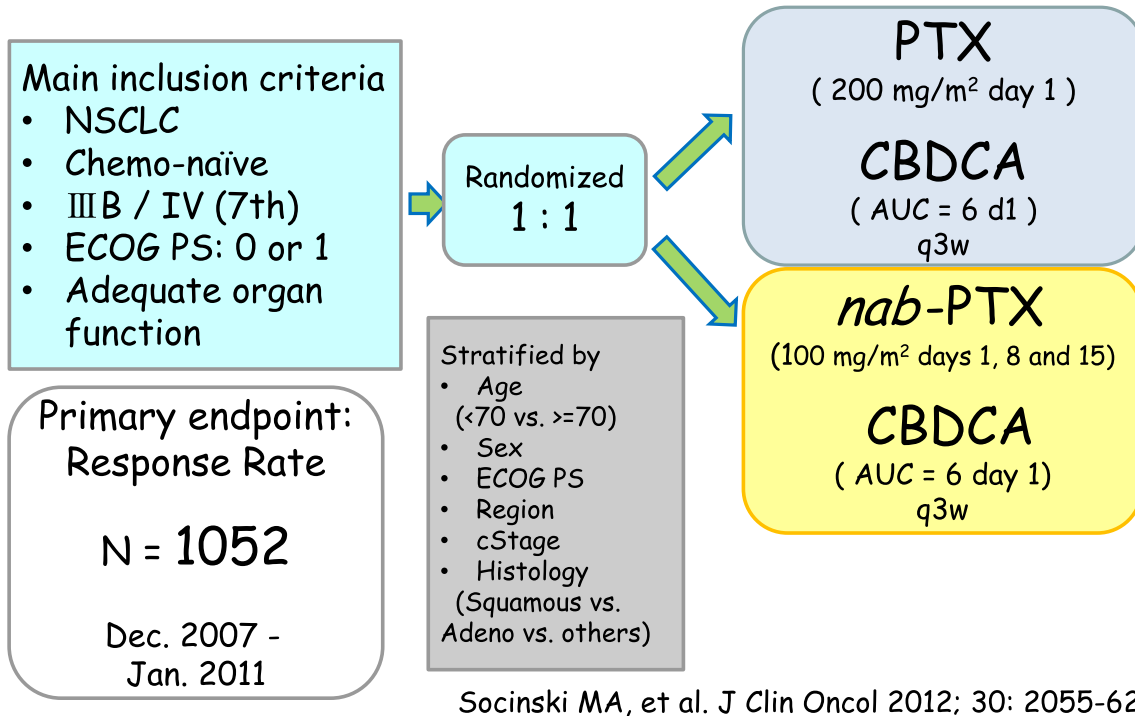 Main inclusion criteria
• NSCLC
• Chemo-naïve
• ⅢB / IV (7th)
• ECOG PS: 0 or 1
• Adequate organ
function
Primary endpoint:
Response Rate
N = 1052
Dec. 2007 -
Jan. 2011
Randomized
1 : 1
Stratified by
• Age
(<70 vs. >=70)
• Sex
• ECOG PS
• Region
• cStage
• Histology
(Squamous vs.
Adeno vs. others)
PTX
( 200 mg/m² day 1 )
CBDCA
( AUC = 6 d1 )
q3w
nab-PTX
(100 mg/m² days 1, 8 and 15)
CBDCA
( AUC = 6 day 1)
q3w
Socinski MA, et al. J Clin Oncol 2012; 30: 2055-62